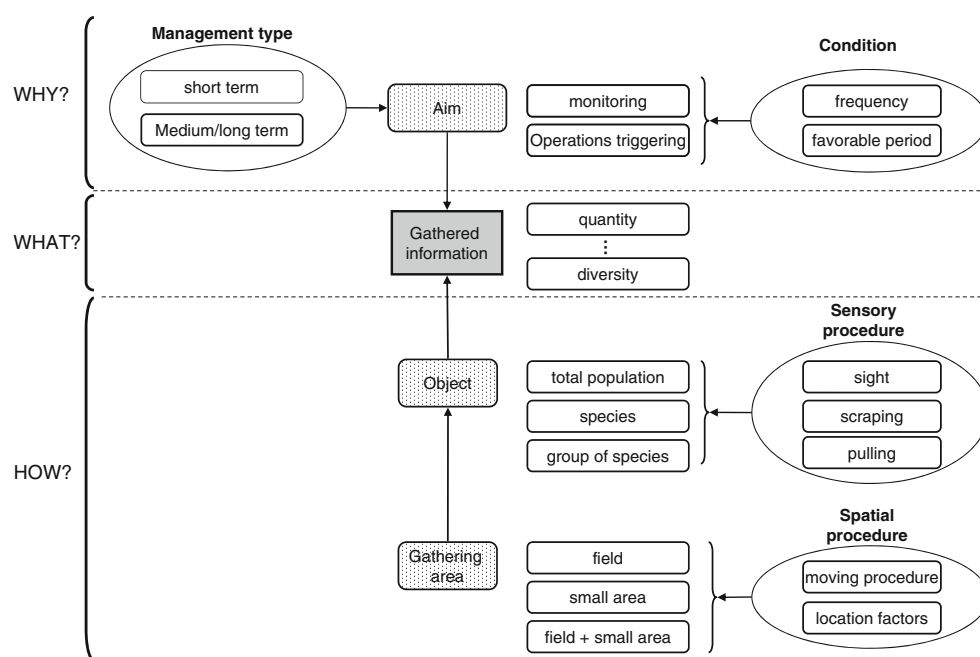 WHY?
Management type
short term
Medium/long term
Aim
monitoring
Operations triggering
Condition
frequency
favorable period
WHAT?
Gathered
information
quantity
⋮
diversity
HOW?
Object
total population
species
group of species
Sensory
procedure
sight
scraping
pulling
Gathering
area
field
small area
field + small area
Spatial
procedure
moving procedure
location factors